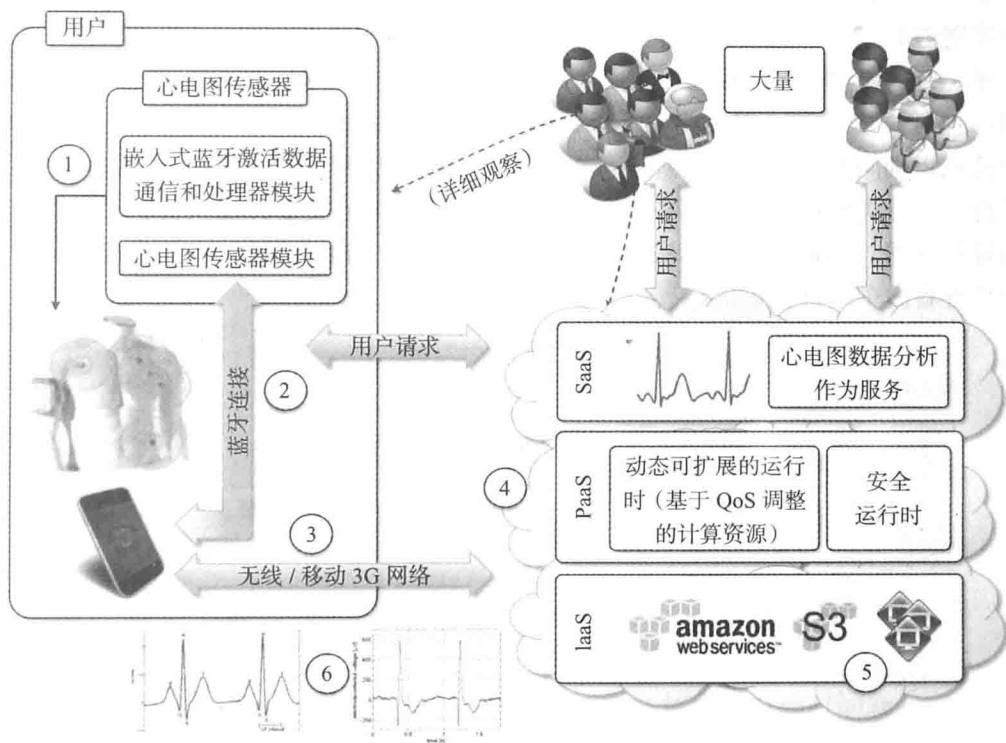 用户
心电图传感器
①
嵌入式蓝牙激活数据
通信和处理器模块
心电图传感器模块
大量
(详细观察)
用户请求
用户请求
用户请求
②
蓝牙连接
③
无线 / 移动 3G 网络
SaaS
心电图数据分析
作为服务
④
PaaS
动态可扩展的运行
时（基于 QoS 调整
的计算资源）
安全
运行时
IaaS
amazon
web services™
S3
⑤
⑥